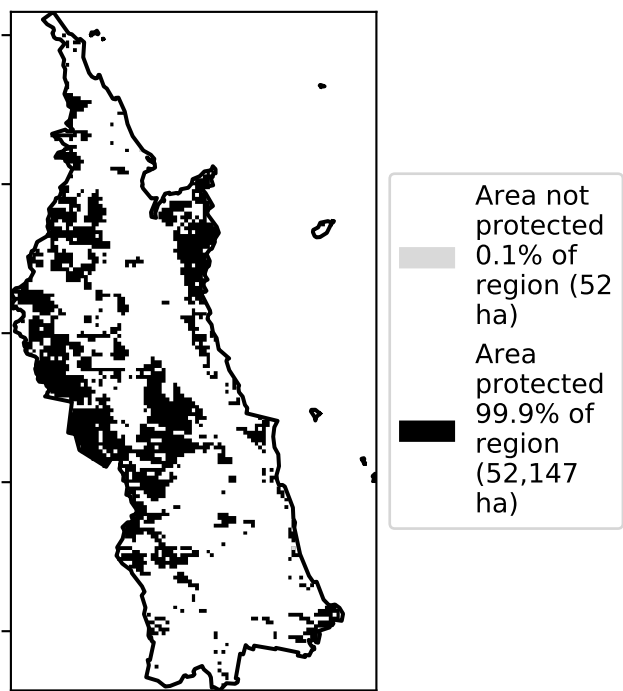 Area not
protected
0.1% of
region (52
ha)
Area
protected
99.9% of
region
(52,147
ha)